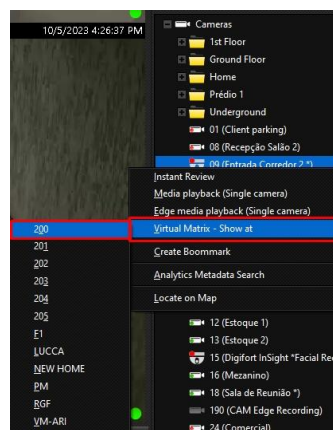 10/5/2023 4:26:37 PM
Cameras
1st Floor
Ground Floor
Home
Prédio 1
Underground
01 (Client parking)
08 (Recepção Salão 2)
09 (Entrada Corredor 2 *)
Instant Review
Media playback (Single camera)
Edge media playback (Single camera)
Virtual Matrix - Show at
Create Boommark
Analytics Metadata Search
Locate on Map
200
201
202
203
204
205
F1
LUCCA
NEW HOME
PM
RGF
VM-ARI
12 (Estoque 1)
13 (Estoque 2)
15 (Digifort InSight *Facial Rec
16 (Mezanino)
18 (Sala de Reunião *)
190 (CAM Edge Recording)
24 (Comercial)